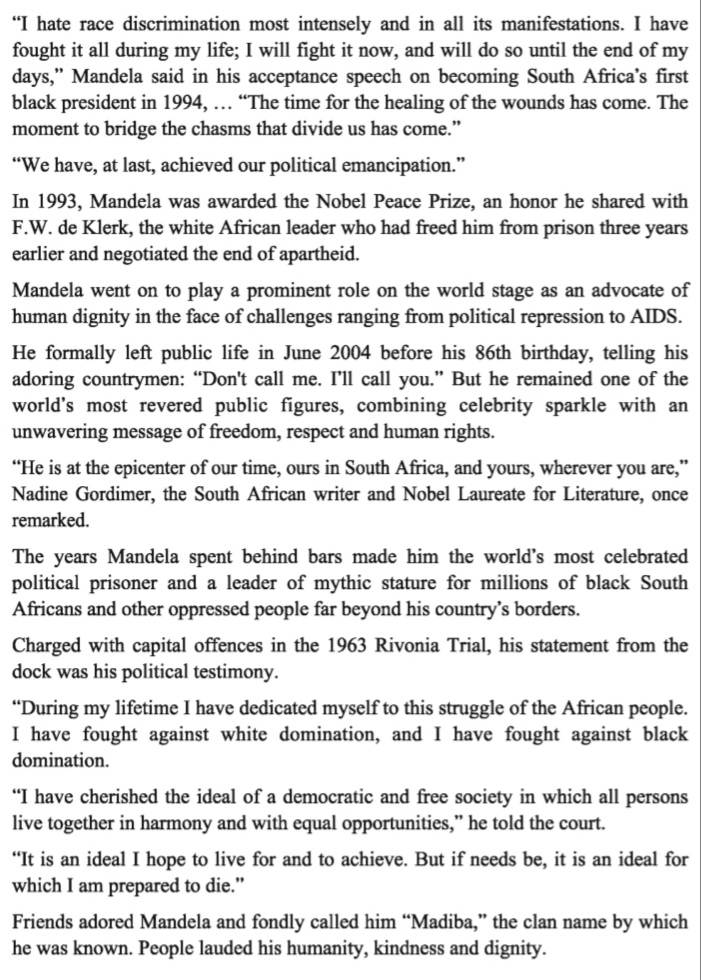 “I hate race discrimination most intensely and in all its manifestations. I have
fought it all during my life; I will fight it now, and will do so until the end of my
days,” Mandela said in his acceptance speech on becoming South Africa’s first
black president in 1994, … “The time for the healing of the wounds has come. The
moment to bridge the chasms that divide us has come.”
“We have, at last, achieved our political emancipation.”
In 1993, Mandela was awarded the Nobel Peace Prize, an honor he shared with
F.W. de Klerk, the white African leader who had freed him from prison three years
earlier and negotiated the end of apartheid.
Mandela went on to play a prominent role on the world stage as an advocate of
human dignity in the face of challenges ranging from political repression to AIDS.
He formally left public life in June 2004 before his 86th birthday, telling his
adoring countrymen: “Don't call me. I’ll call you.” But he remained one of the
world’s most revered public figures, combining celebrity sparkle with an
unwavering message of freedom, respect and human rights.
“He is at the epicenter of our time, ours in South Africa, and yours, wherever you are,”
Nadine Gordimer, the South African writer and Nobel Laureate for Literature, once
remarked.
The years Mandela spent behind bars made him the world’s most celebrated
political prisoner and a leader of mythic stature for millions of black South
Africans and other oppressed people far beyond his country’s borders.
Charged with capital offences in the 1963 Rivonia Trial, his statement from the
dock was his political testimony.
“During my lifetime I have dedicated myself to this struggle of the African people.
I have fought against white domination, and I have fought against black
domination.
“I have cherished the ideal of a democratic and free society in which all persons
live together in harmony and with equal opportunities,” he told the court.
“It is an ideal I hope to live for and to achieve. But if needs be, it is an ideal for
which I am prepared to die.”
Friends adored Mandela and fondly called him “Madiba,” the clan name by which
he was known. People lauded his humanity, kindness and dignity.